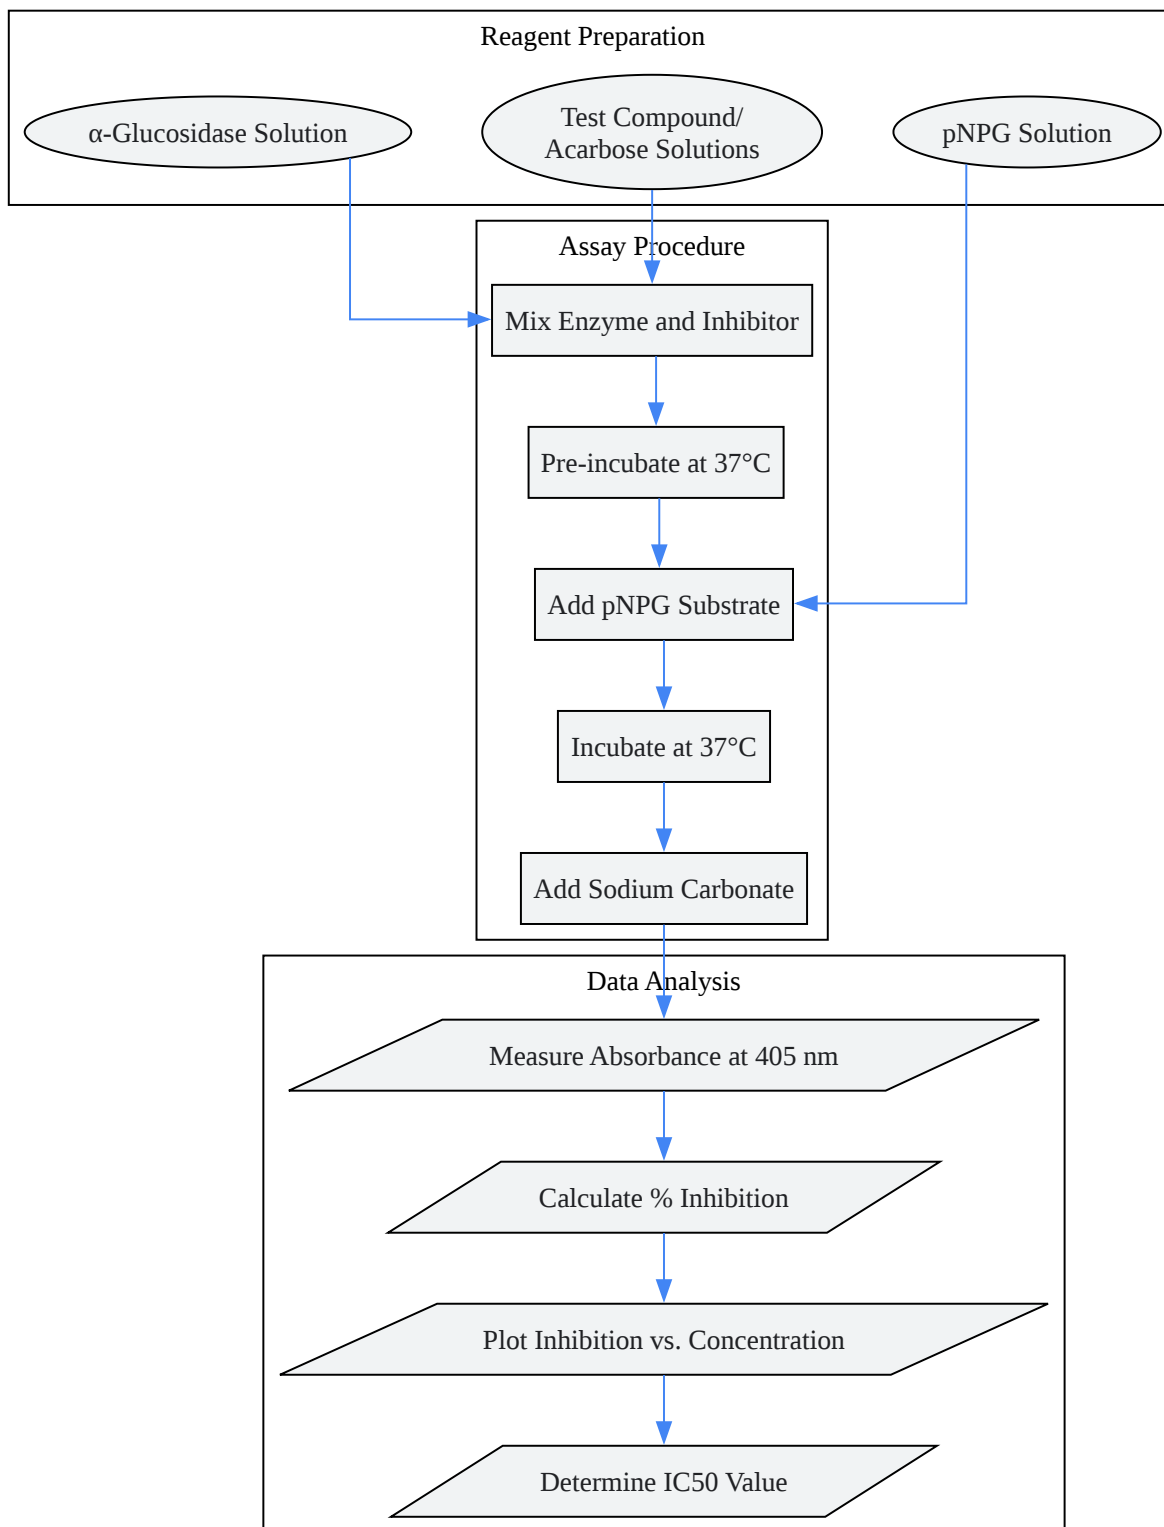 Reagent Preparation
α-Glucosidase Solution
Test Compound/
Acarbose Solutions
pNPG Solution
Assay Procedure
Mix Enzyme and Inhibitor
Pre-incubate at 37°C
Add pNPG Substrate
Incubate at 37°C
Add Sodium Carbonate
Data Analysis
Measure Absorbance at 405 nm
Calculate % Inhibition
Plot Inhibition vs. Concentration
Determine IC50 Value